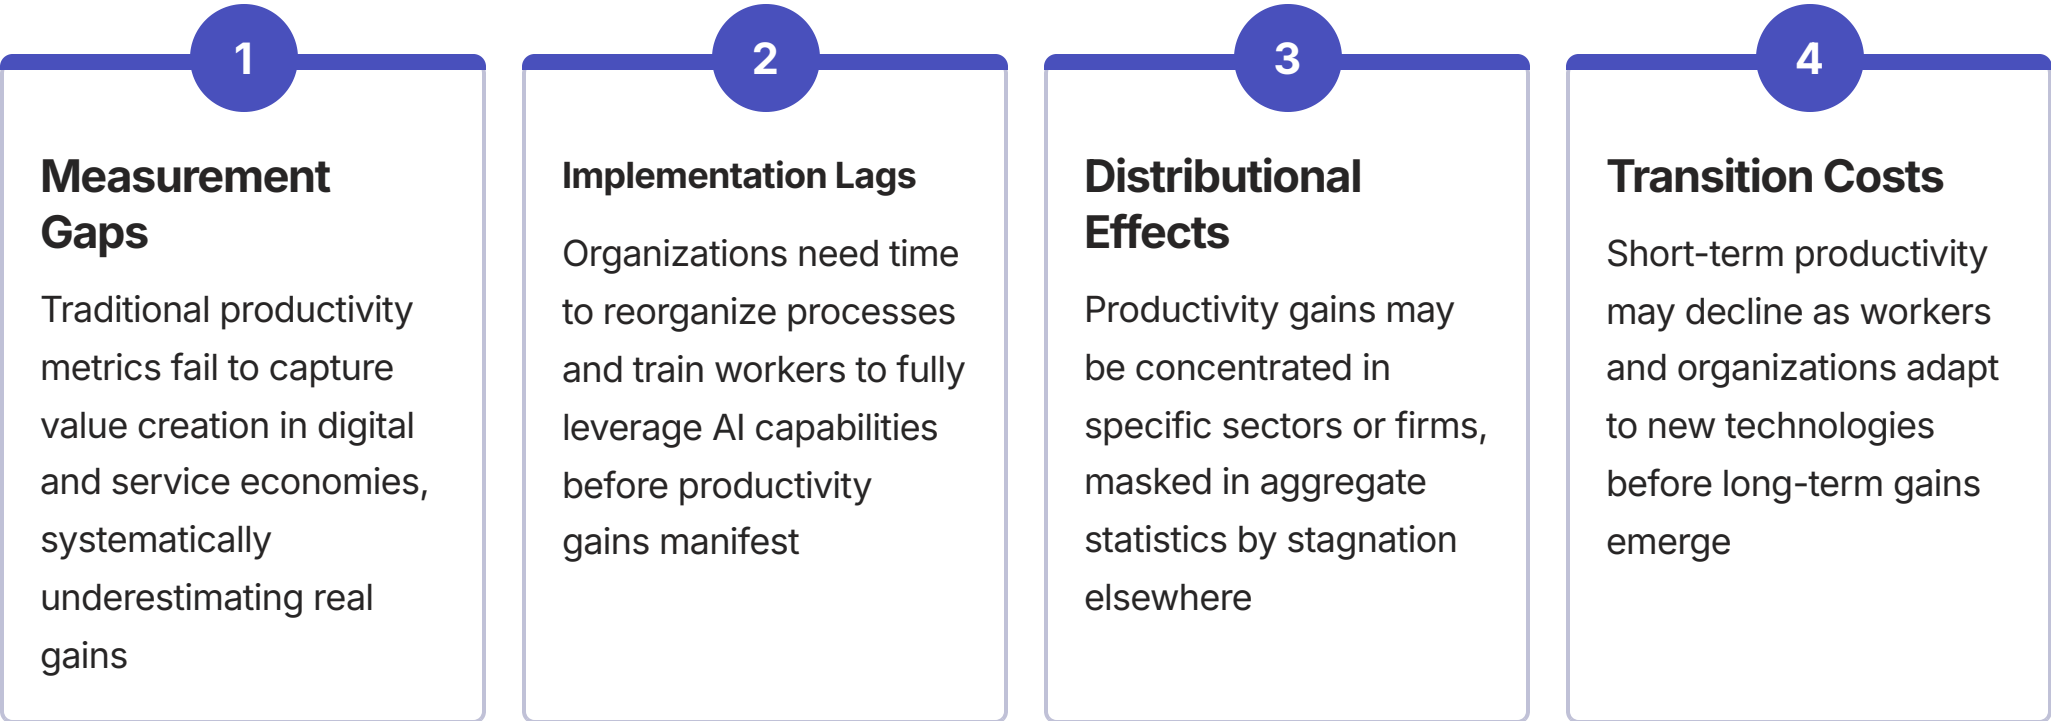 1
Measurement
Gaps
Traditional productivity
metrics fail to capture
value creation in digital
and service economies,
systematically
underestimating real
gains
2
Implementation Lags
Organizations need time
to reorganize processes
and train workers to fully
leverage AI capabilities
before productivity
gains manifest
3
Distributional
Effects
Productivity gains may
be concentrated in
specific sectors or firms,
masked in aggregate
statistics by stagnation
elsewhere
4
Transition Costs
Short-term productivity
may decline as workers
and organizations adapt
to new technologies
before long-term gains
emerge